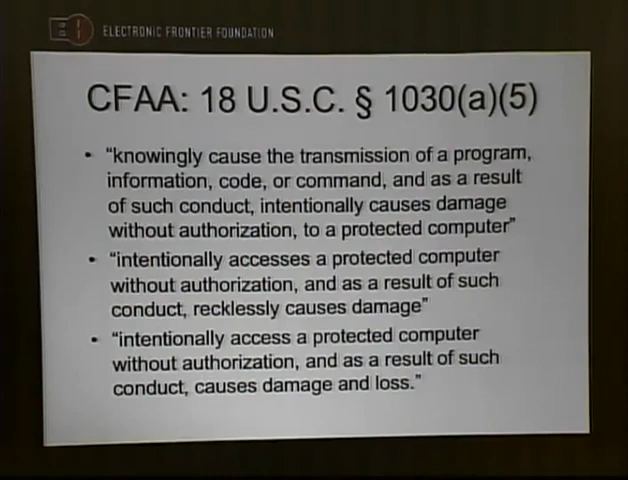 ELECTRONIC FRONTIER FOUNDATION
CFAA: 18 U.S.C. § 1030(a)(5)
• “knowingly cause the transmission of a program,
information, code, or command, and as a result
of such conduct, intentionally causes damage
without authorization, to a protected computer”
• “intentionally accesses a protected computer
without authorization, and as a result of such
conduct, recklessly causes damage”
• “intentionally access a protected computer
without authorization, and as a result of such
conduct, causes damage and loss.”